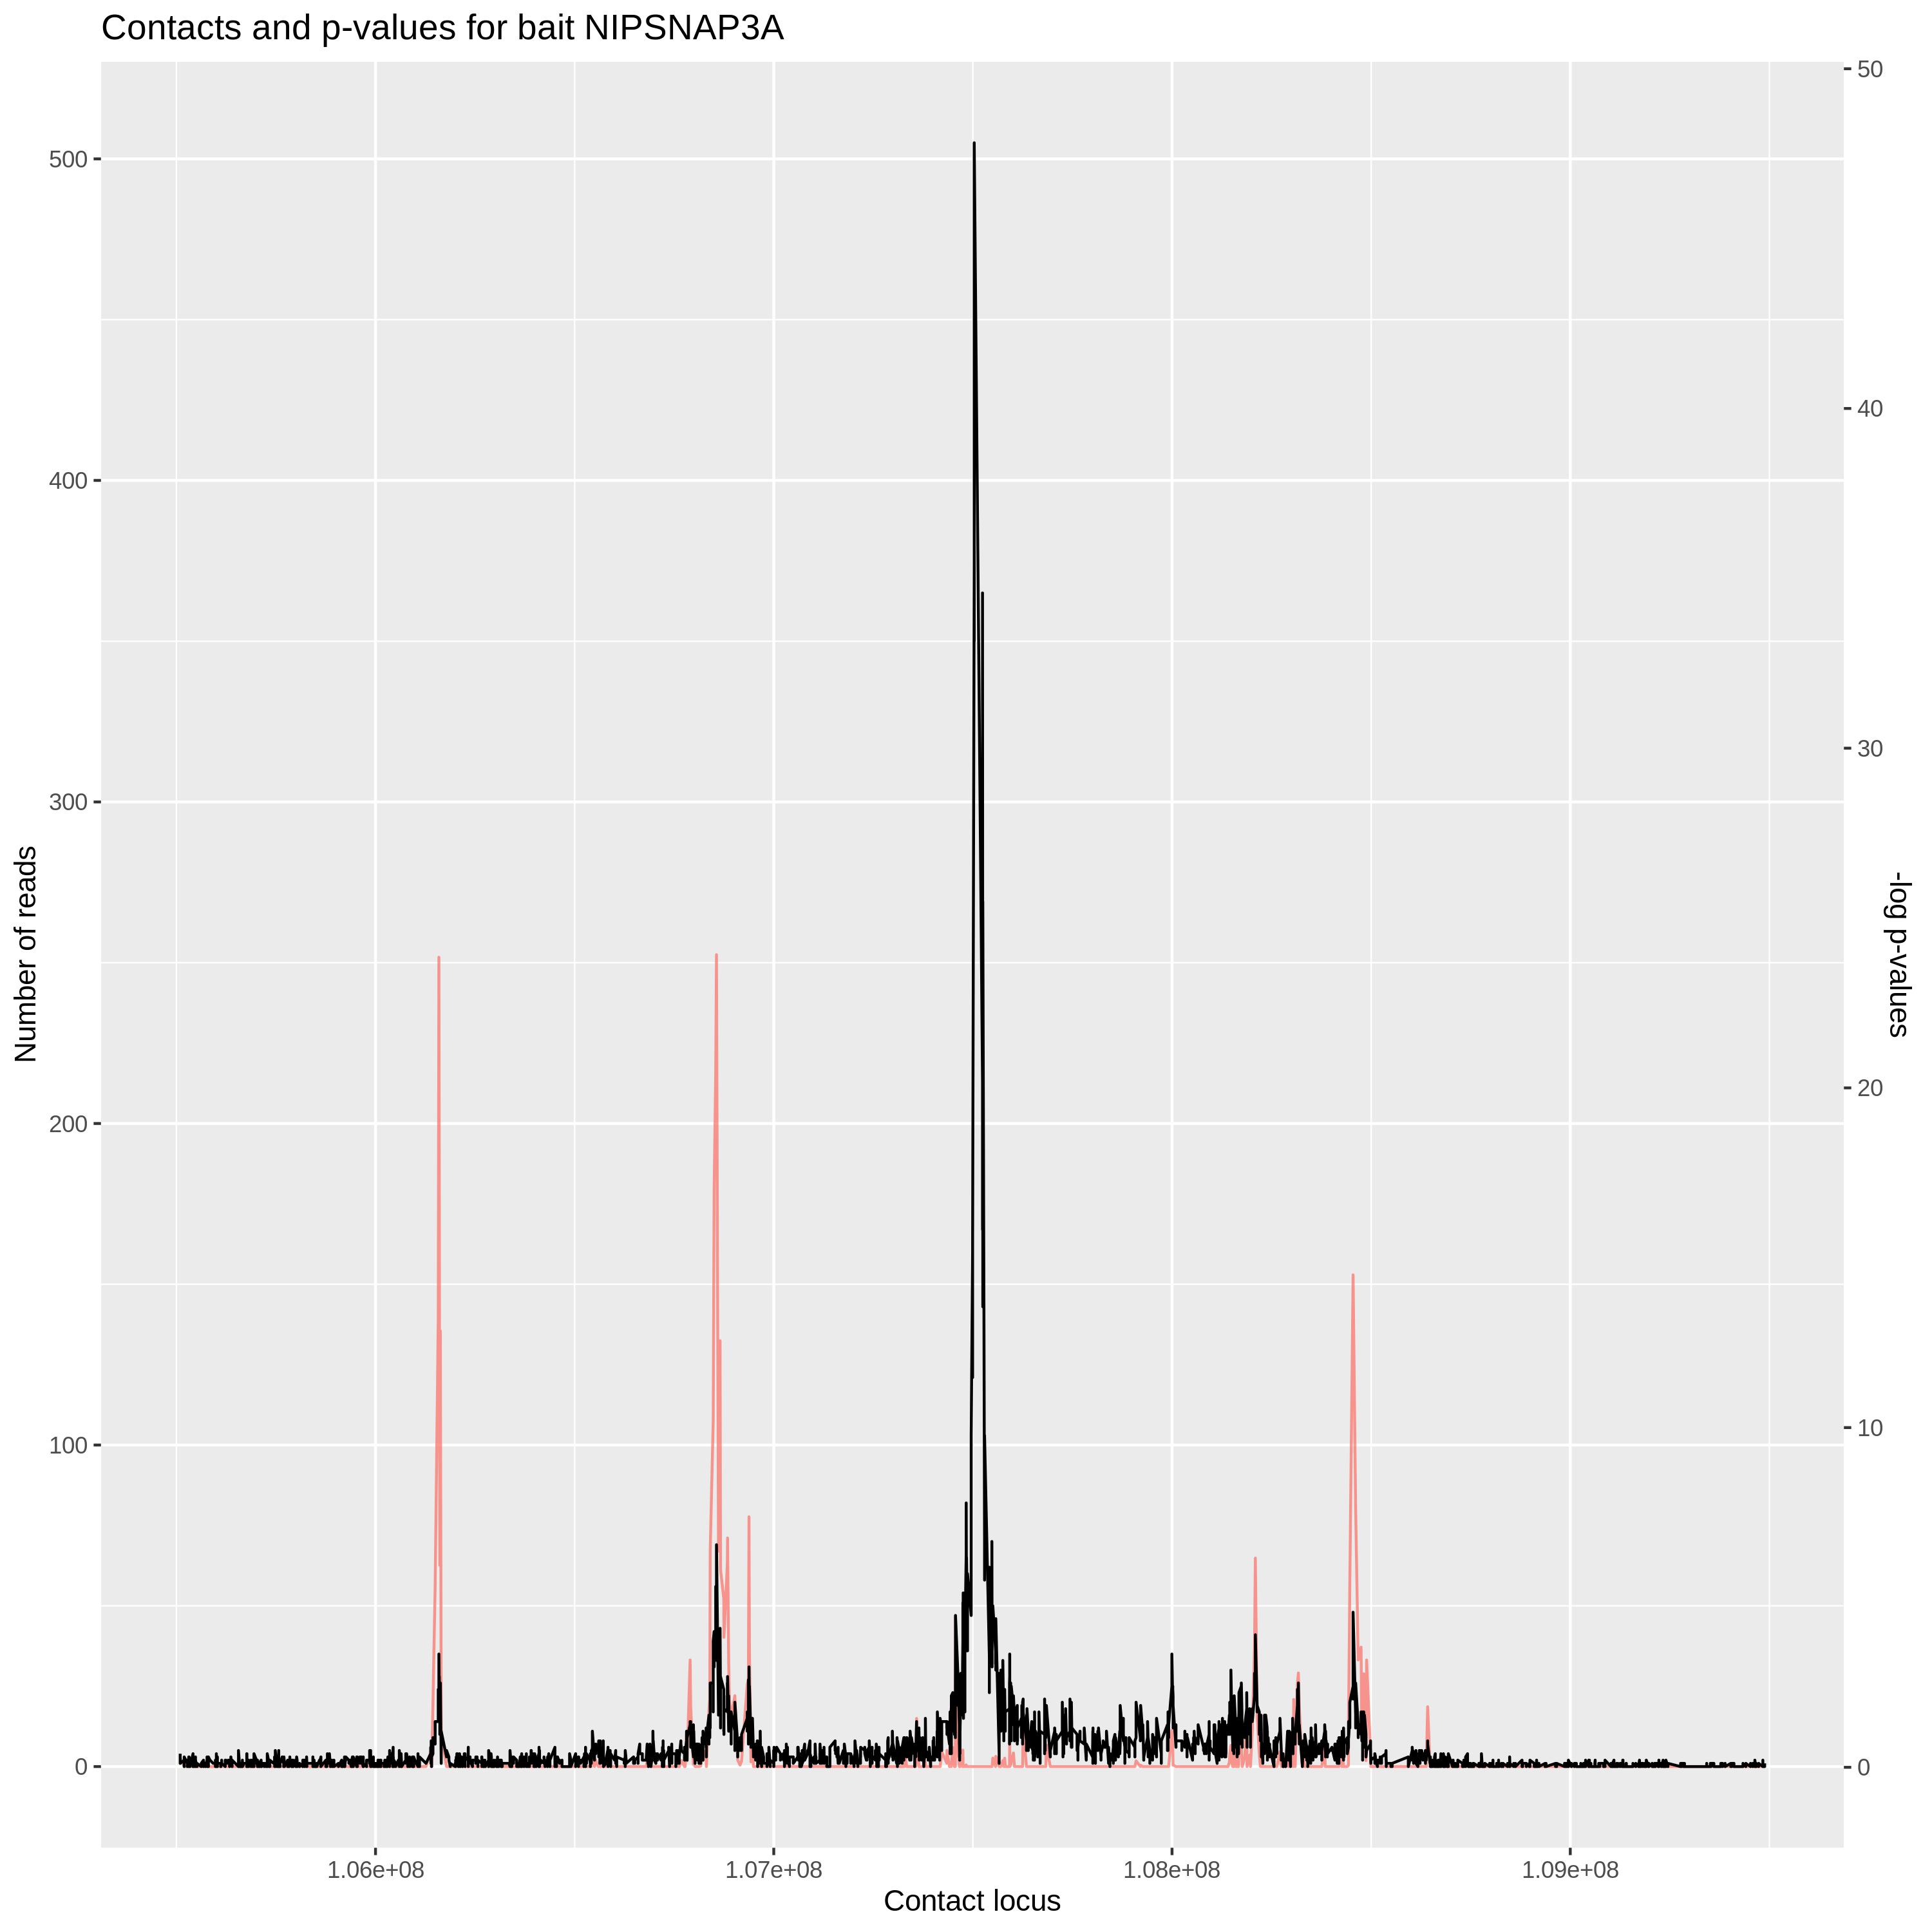 Contacts and p-values for bait NIPSNAP3A
500
400
300
200
100
0
Number of reads
50
40
30
20
10
0
-log p-values
1.06e+08 1.07e+08 1.08e+08 1.09e+08
Contact locus